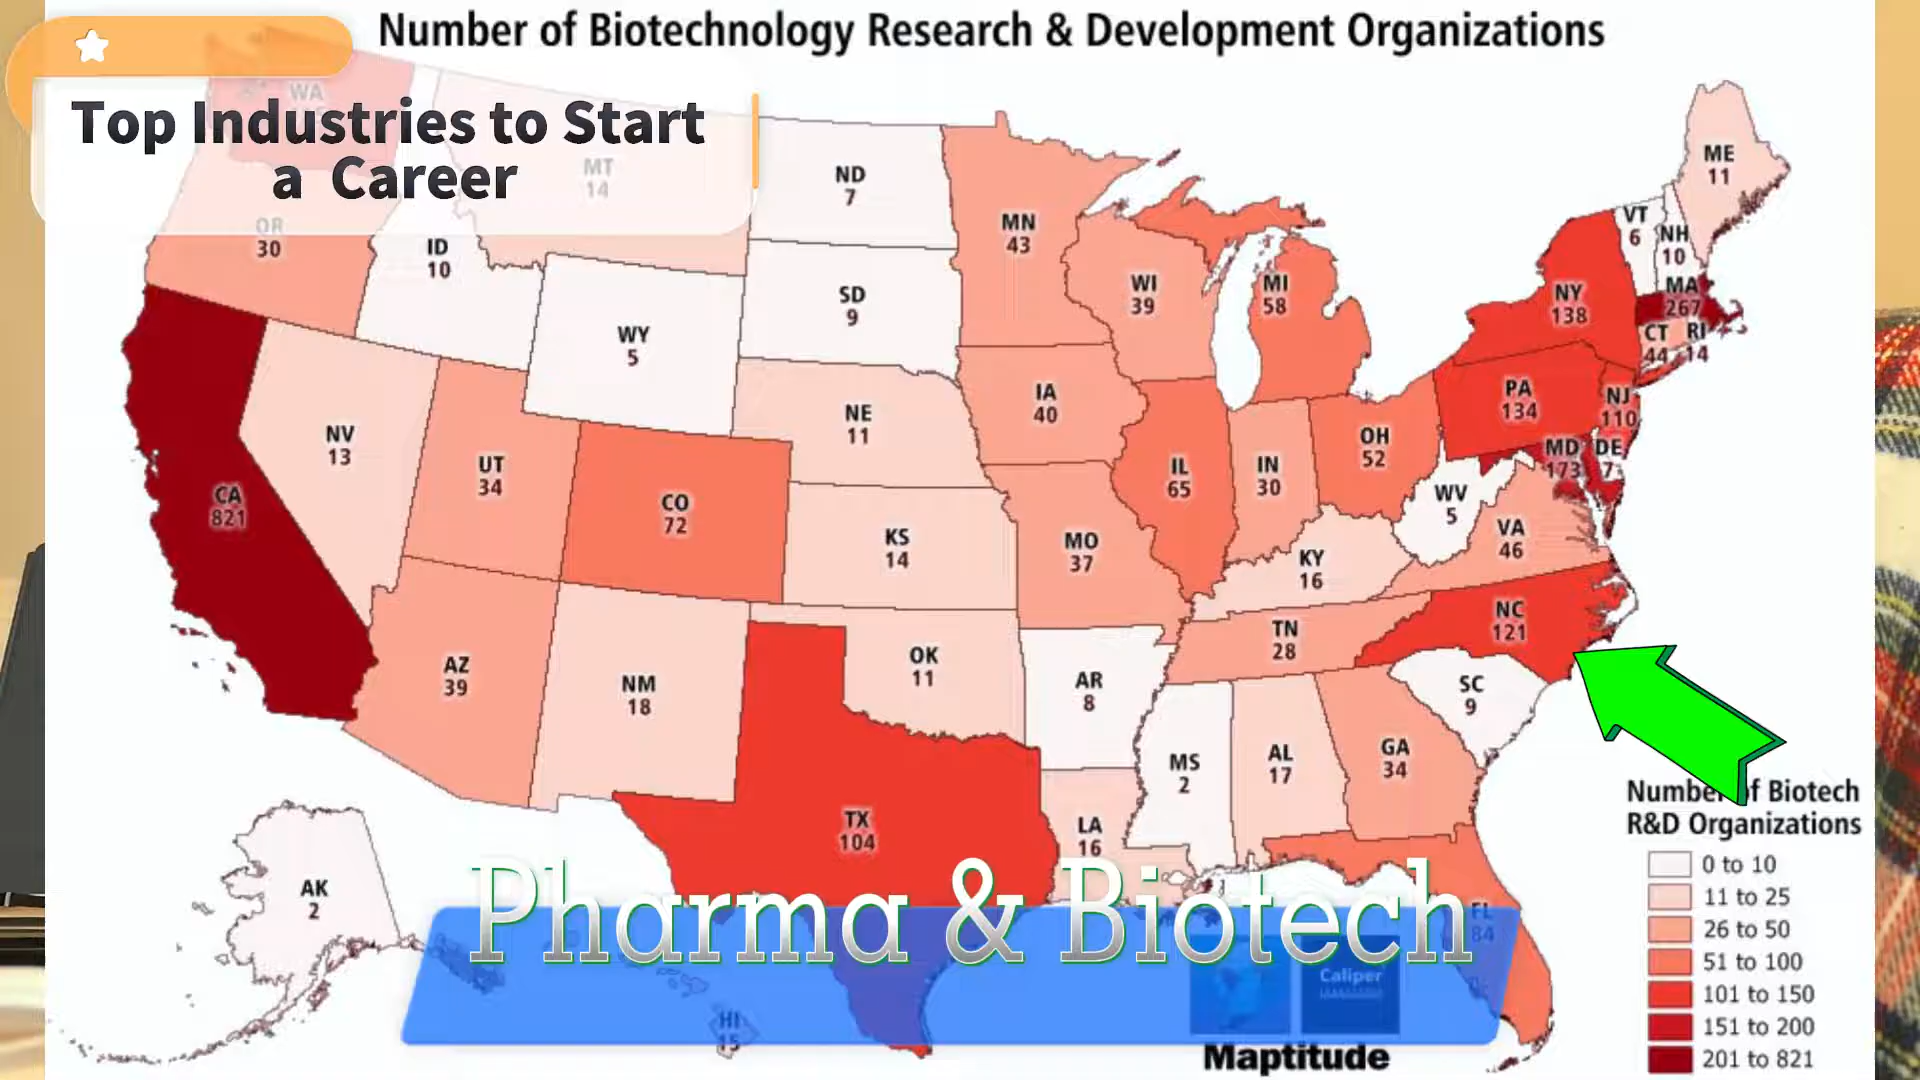 Number of Biotechnology Research & Development Organizations
Top Industries to Start
a Career
WA
MT
14
OR
30
ID
10
ND
7
SD
9
WY
5
MN
43
WI
39
MI
58
ME
11
VT
6
NH
10
NY
138
MA
267
CT
44
RI
14
PA
134
NJ
110
MD
173
DE
7
CA
821
NV
13
UT
34
CO
72
NE
11
KS
14
IA
40
MO
37
IL
65
IN
30
OH
52
WV
5
VA
46
KY
16
TN
28
NC
121
SC
9
AZ
39
NM
18
OK
11
AR
8
TX
104
LA
16
MS
2
AL
17
GA
34
FL
84
AK
2
HI
15
Pharma & Biotech
Caliper
Maptitude
Number of Biotech
R&D Organizations
0 to 10
11 to 25
26 to 50
51 to 100
101 to 150
151 to 200
201 to 821